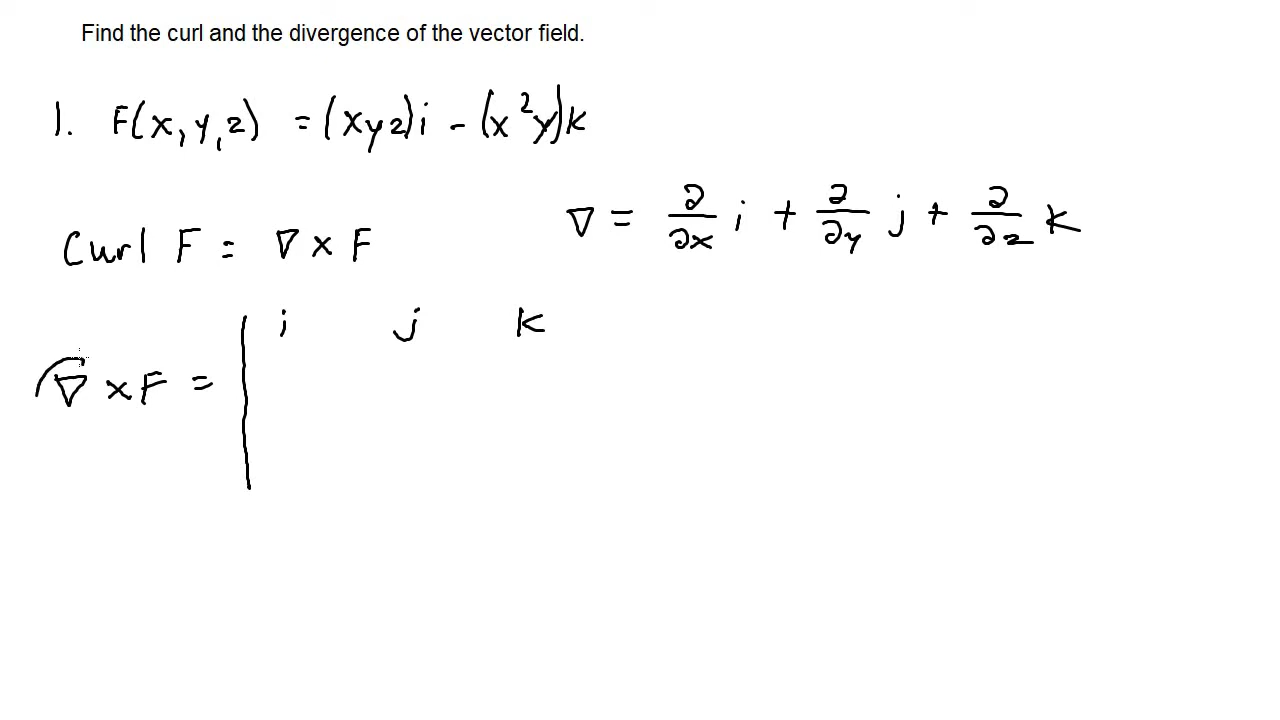 Find the curl and the divergence of the vector field.
1. F(x, y, z) = (xyz)i - (x²y)k
∇ = ∂/∂x i + ∂/∂y j + ∂/∂z k
Curl F = ∇ × F
i j k
∇ × F = |